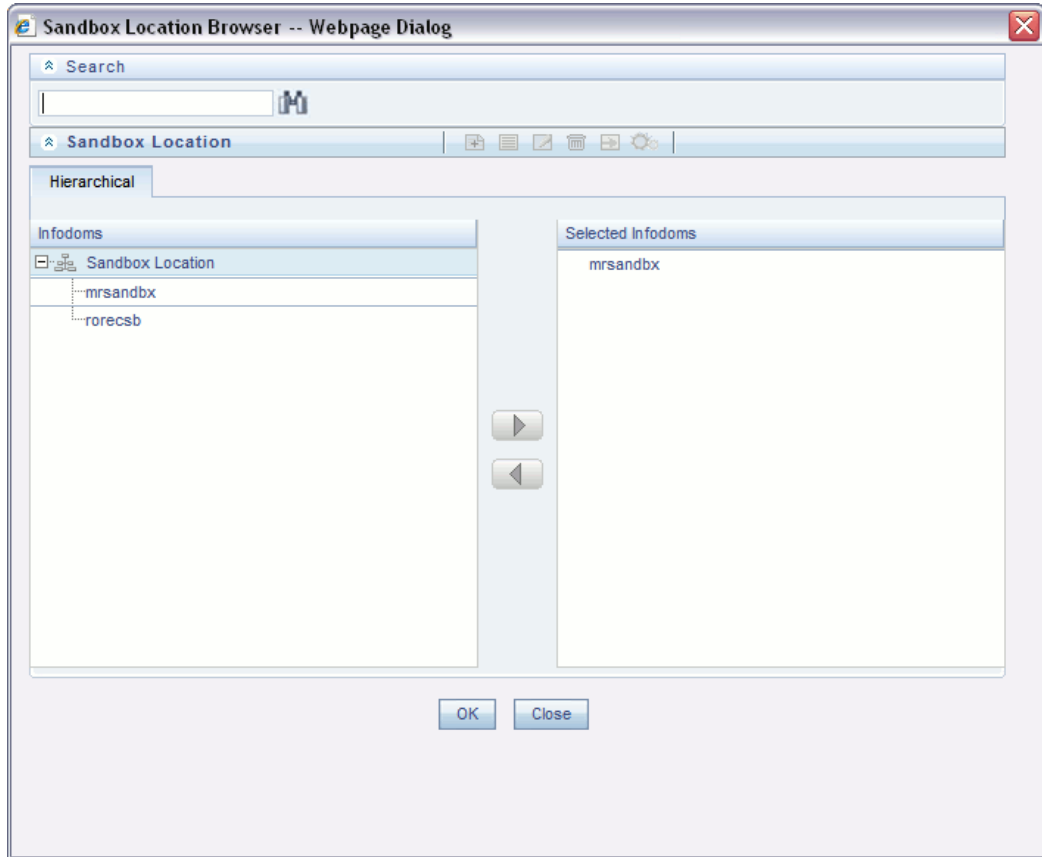 Sandbox Location Browser -- Webpage Dialog
Search
Sandbox Location
Hierarchical
Infodoms
Selected Infodoms
Sandbox Location
mrsandbx
mrsandbx
rorecsb
OK
Close